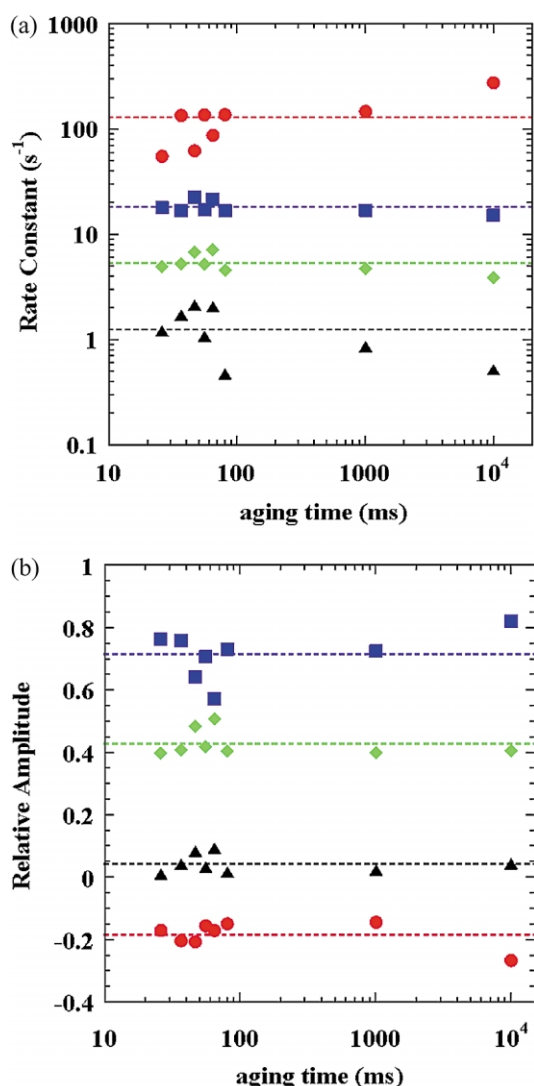 (a)
1000
100
10
1
0.1
Rate Constant (s⁻¹)
10 100 1000 10⁴
aging time (ms)
(b)
1
0.8
0.6
0.4
0.2
0
-0.2
-0.4
Relative Amplitude
10 100 1000 10⁴
aging time (ms)